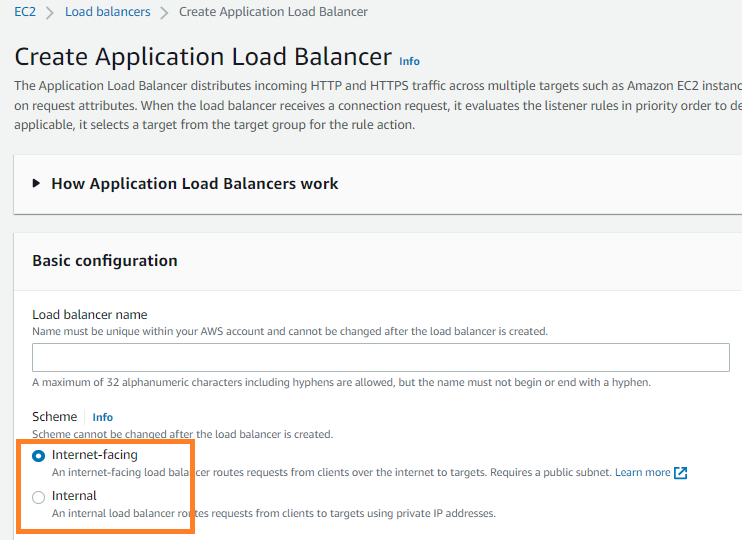 EC2 > Load balancers > Create Application Load Balancer
Create Application Load Balancer Info
The Application Load Balancer distributes incoming HTTP and HTTPS traffic across multiple targets such as Amazon EC2 instanc
on request attributes. When the load balancer receives a connection request, it evaluates the listener rules in priority order to de
applicable, it selects a target from the target group for the rule action.
How Application Load Balancers work
Basic configuration
Load balancer name
Name must be unique within your AWS account and cannot be changed after the load balancer is created.
A maximum of 32 alphanumeric characters including hyphens are allowed, but the name must not begin or end with a hyphen.
Scheme Info
Scheme cannot be changed after the load balancer is created.
Internet-facing
An internet-facing load balancer routes requests from clients over the internet to targets. Requires a public subnet. Learn more
Internal
An internal load balancer routes requests from clients to targets using private IP addresses.